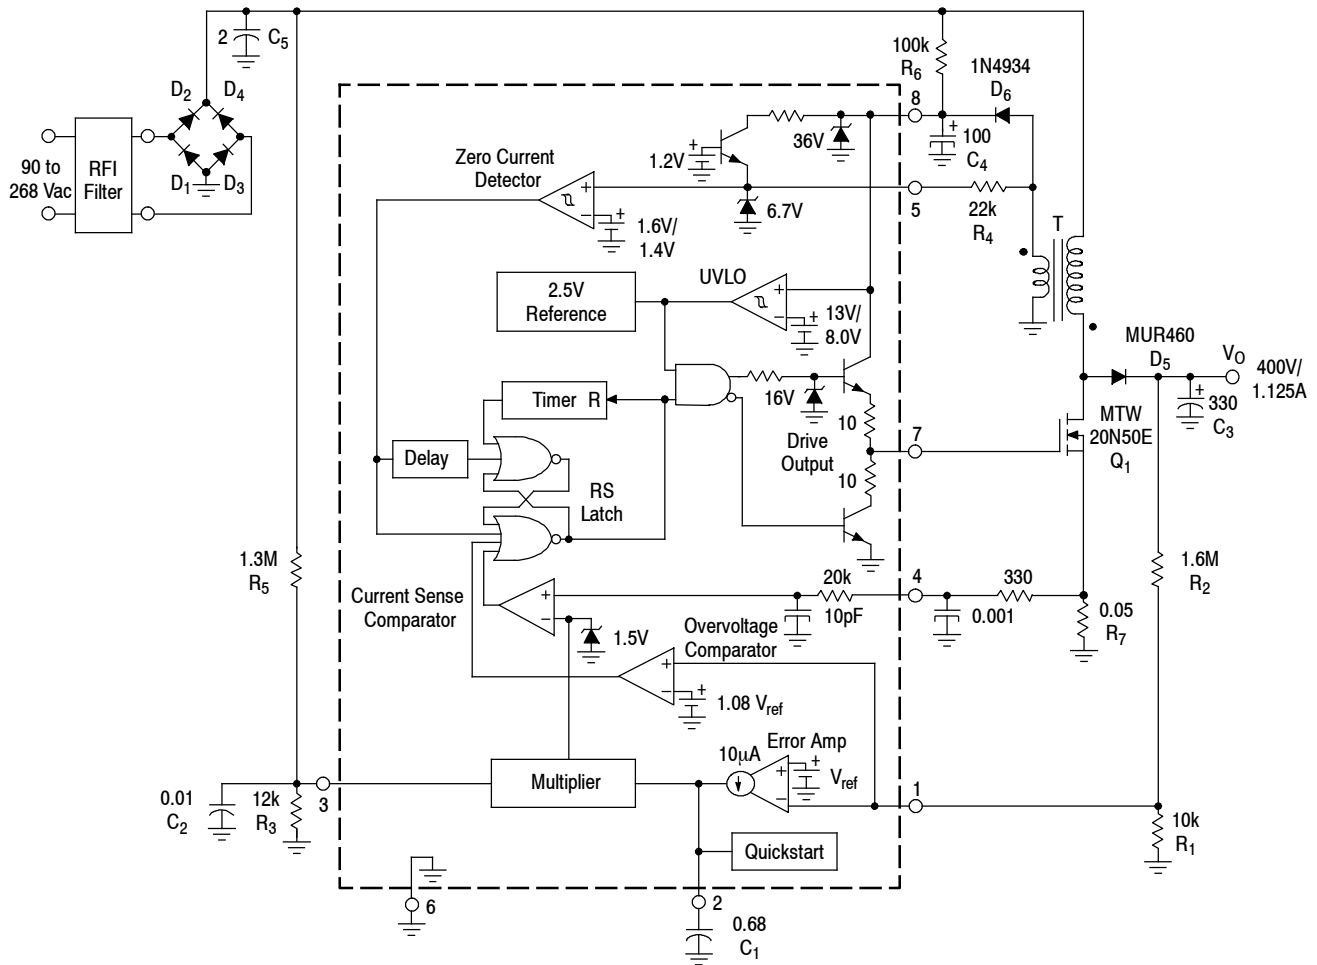 2
C5
100k
R6
1N4934
D6
D2
D4
8
100
C4
36V
1.2V
Zero Current
Detector
90 to
268 Vac
RFI
Filter
D1
D3
6.7V
5
22k
R4
1.6V/
1.4V
T
UVLO
2.5V
Reference
13V/
8.0V
MUR460
D5
VO
400V/
1.125A
16V
Timer R
330
C3
MTW
20N50E
Q1
10
7
Drive
Output
Delay
10
RS
Latch
1.3M
R5
1.6M
R2
20k
4
330
Current Sense
Comparator
10pF
0.001
0.05
R7
1.5V
Overvoltage
Comparator
1.08 Vref
Error Amp
10μA
Multiplier
Vref
0.01
C2
12k
R3
3
1
10k
R1
Quickstart
6
2
0.68
C1